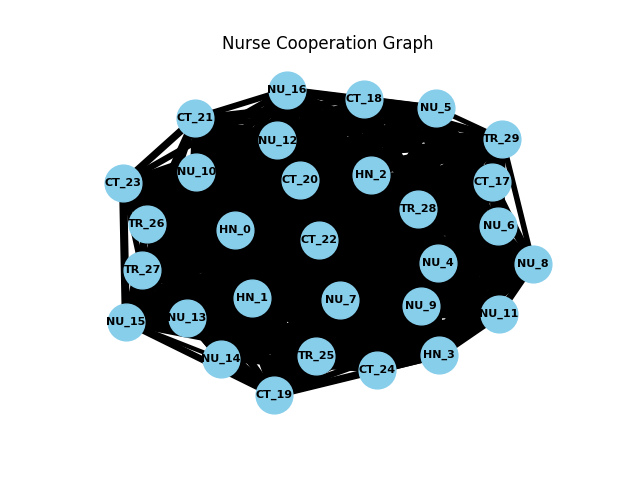 Nurse Cooperation Graph
NU_16
CT_18
NU_5
CT_21
NU_12
TR_29
NU_10
CT_20
HN_2
CT_17
CT_23
TR_28
TR_26
NU_6
HN_0
CT_22
NU_4
NU_8
TR_27
HN_1
NU_7
NU_9
NU_11
NU_15
NU_13
NU_14
TR_25
HN_3
CT_24
CT_19